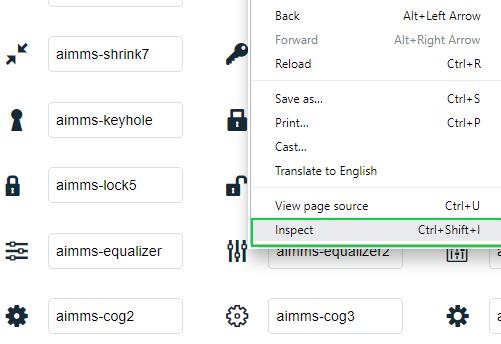 Back Alt+Left Arrow
Forward Alt+Right Arrow
aimms-shrink7
Reload Ctrl+R
Save as... Ctrl+S
aimms-keyhole
Print... Ctrl+P
Cast...
Translate to English
aimms-lock5
View page source Ctrl+U
Inspect Ctrl+Shift+I
aimms-equalizer
aimms-equalizer2
aimms-cog2
aimms-cog3